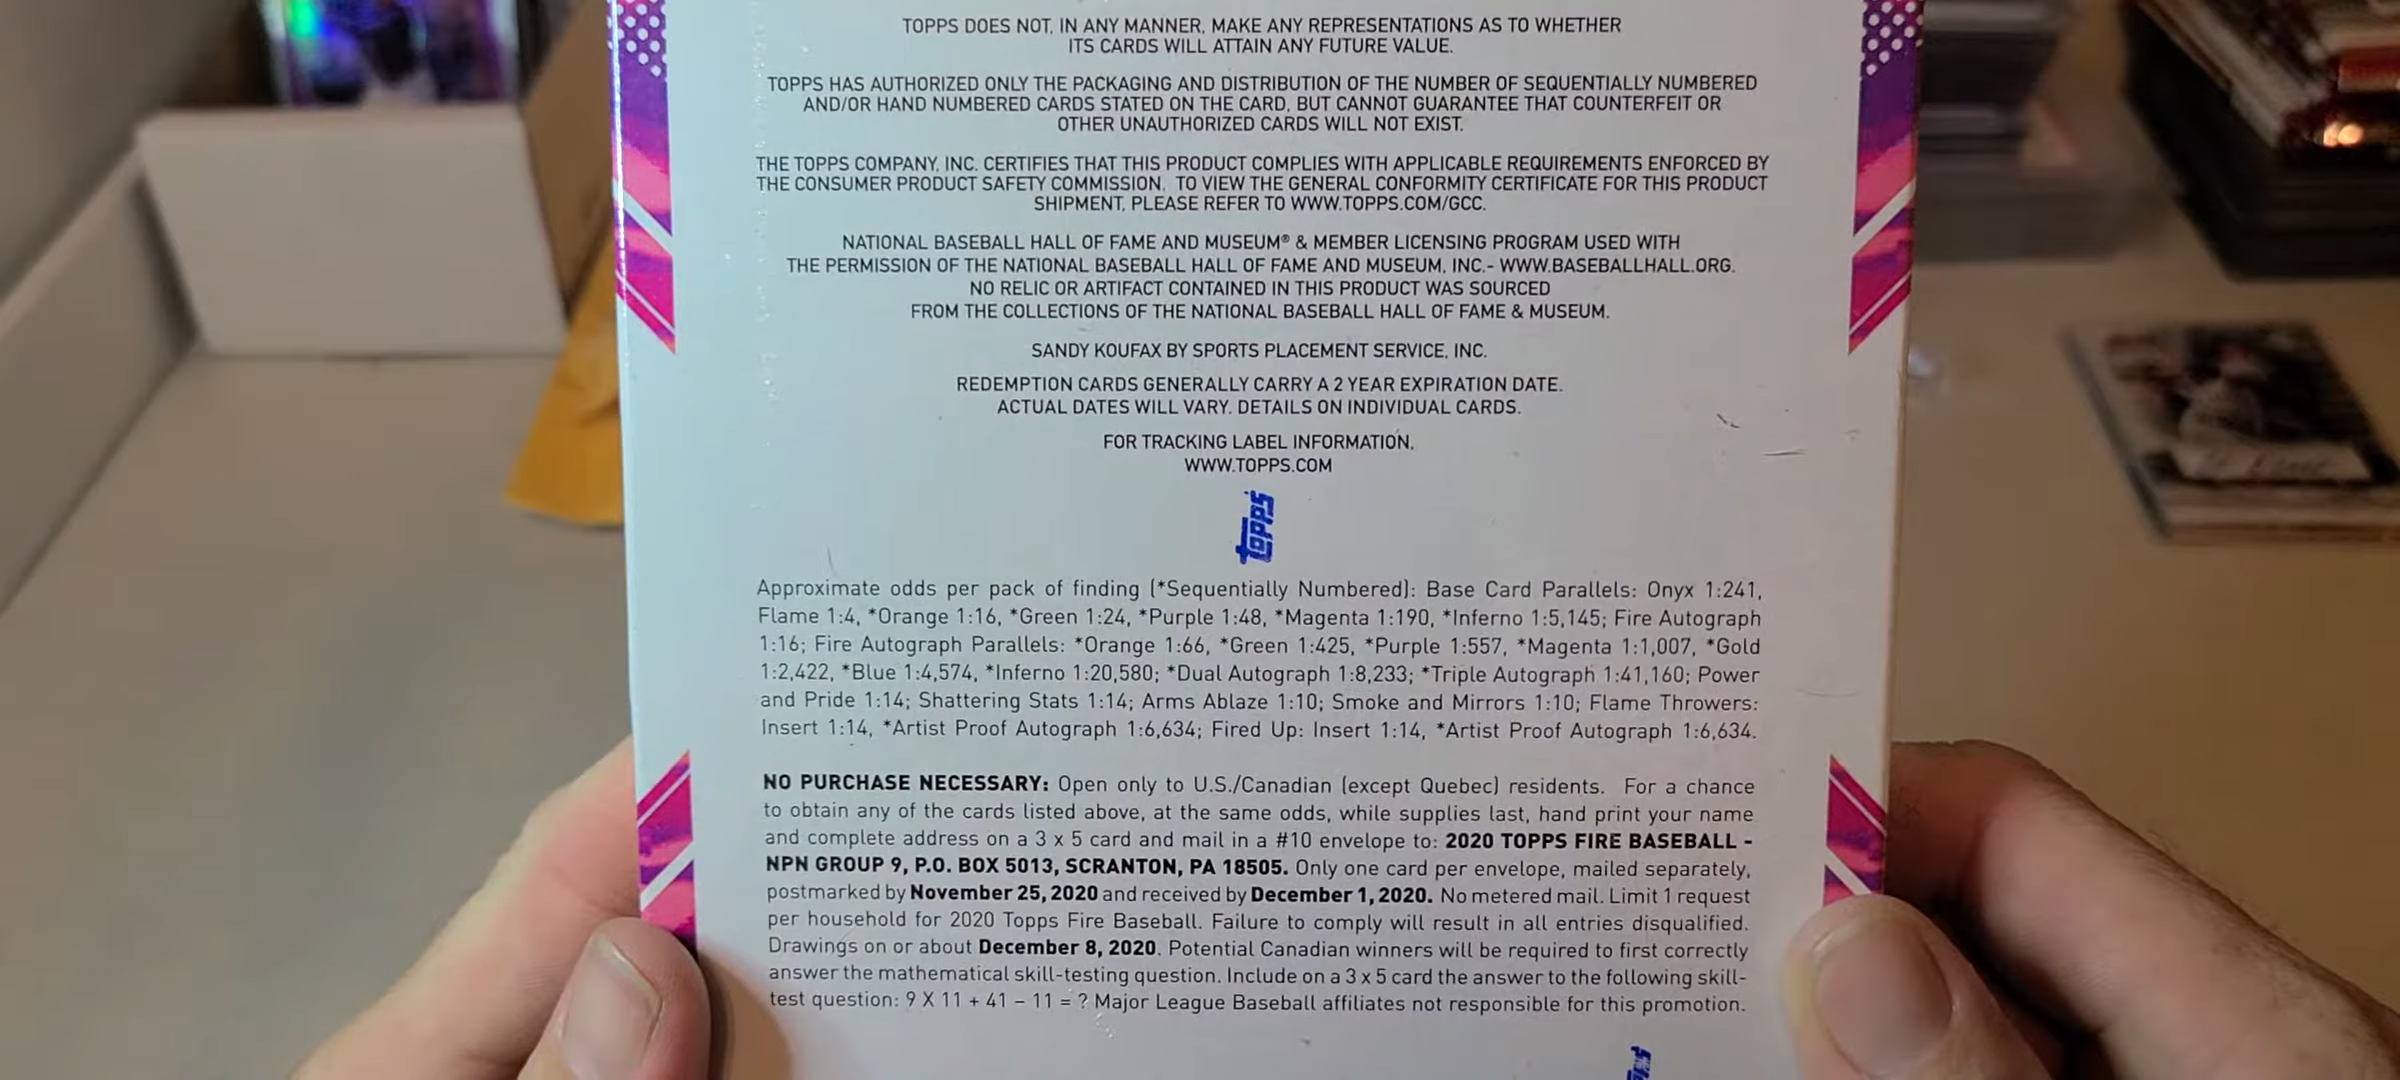 TOPPS DOES NOT, IN ANY MANNER, MAKE ANY REPRESENTATIONS AS TO WHETHER
ITS CARDS WILL ATTAIN ANY FUTURE VALUE.
TOPPS HAS AUTHORIZED ONLY THE PACKAGING AND DISTRIBUTION OF THE NUMBER OF SEQUENTIALLY NUMBERED
AND/OR HAND NUMBERED CARDS STATED ON THE CARD, BUT CANNOT GUARANTEE THAT COUNTERFEIT OR
OTHER UNAUTHORIZED CARDS WILL NOT EXIST.
THE TOPPS COMPANY, INC. CERTIFIES THAT THIS PRODUCT COMPLIES WITH APPLICABLE REQUIREMENTS ENFORCED BY
THE CONSUMER PRODUCT SAFETY COMMISSION. TO VIEW THE GENERAL CONFORMITY CERTIFICATE FOR THIS PRODUCT
SHIPMENT, PLEASE REFER TO WWW.TOPPS.COM/GCC.
NATIONAL BASEBALL HALL OF FAME AND MUSEUM® & MEMBER LICENSING PROGRAM USED WITH
THE PERMISSION OF THE NATIONAL BASEBALL HALL OF FAME AND MUSEUM, INC.- WWW.BASEBALLHALL.ORG.
NO RELIC OR ARTIFACT CONTAINED IN THIS PRODUCT WAS SOURCED
FROM THE COLLECTIONS OF THE NATIONAL BASEBALL HALL OF FAME & MUSEUM.
SANDY KOUFAX BY SPORTS PLACEMENT SERVICE, INC.
REDEMPTION CARDS GENERALLY CARRY A 2 YEAR EXPIRATION DATE.
ACTUAL DATES WILL VARY. DETAILS ON INDIVIDUAL CARDS.
FOR TRACKING LABEL INFORMATION,
WWW.TOPPS.COM
topps
Approximate odds per pack of finding (*Sequentially Numbered): Base Card Parallels: Onyx 1:241,
Flame 1:4, *Orange 1:16, *Green 1:24, *Purple 1:48, *Magenta 1:190, *Inferno 1:5,145; Fire Autograph
1:16; Fire Autograph Parallels: *Orange 1:66, *Green 1:425, *Purple 1:557, *Magenta 1:1,007, *Gold
1:2,422, *Blue 1:4,574, *Inferno 1:20,580; *Dual Autograph 1:8,233; *Triple Autograph 1:41,160; Power
and Pride 1:14; Shattering Stats 1:14; Arms Ablaze 1:10; Smoke and Mirrors 1:10; Flame Throwers:
Insert 1:14, *Artist Proof Autograph 1:6,634; Fired Up: Insert 1:14, *Artist Proof Autograph 1:6,634.
NO PURCHASE NECESSARY: Open only to U.S./Canadian (except Quebec) residents. For a chance
to obtain any of the cards listed above, at the same odds, while supplies last, hand print your name
and complete address on a 3 x 5 card and mail in a #10 envelope to: 2020 TOPPS FIRE BASEBALL -
NPN GROUP 9, P.O. BOX 5013, SCRANTON, PA 18505. Only one card per envelope, mailed separately,
postmarked by November 25, 2020 and received by December 1, 2020. No metered mail. Limit 1 request
per household for 2020 Topps Fire Baseball. Failure to comply will result in all entries disqualified.
Drawings on or about December 8, 2020. Potential Canadian winners will be required to first correctly
answer the mathematical skill-testing question. Include on a 3 x 5 card the answer to the following skill-
test question: 9 X 11 + 41 – 11 = ? Major League Baseball affiliates not responsible for this promotion.